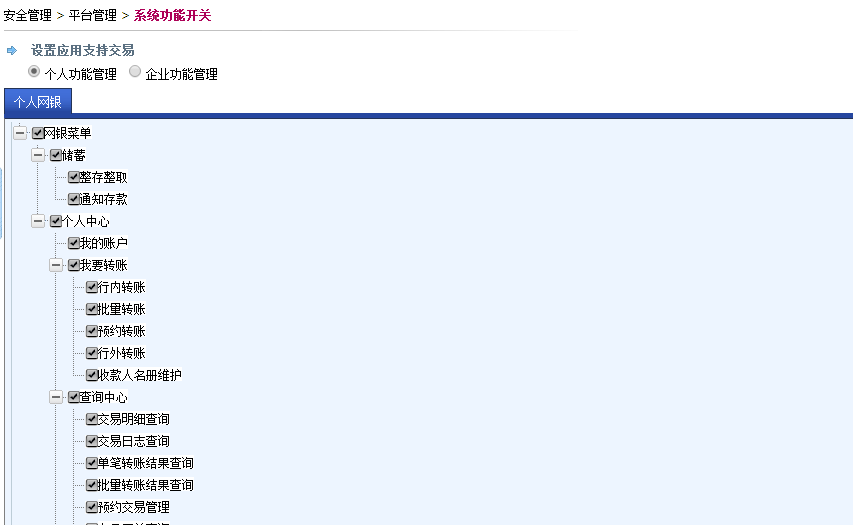 安全管理 > 平台管理 > 系统功能开关
设置应用支持交易
个人功能管理 企业功能管理
个人网银
网银菜单
储蓄
整存整取
通知存款
个人中心
我的账户
我要转账
行内转账
批量转账
预约转账
行外转账
收款人名册维护
查询中心
交易明细查询
交易日志查询
单笔转账结果查询
批量转账结果查询
预约交易管理